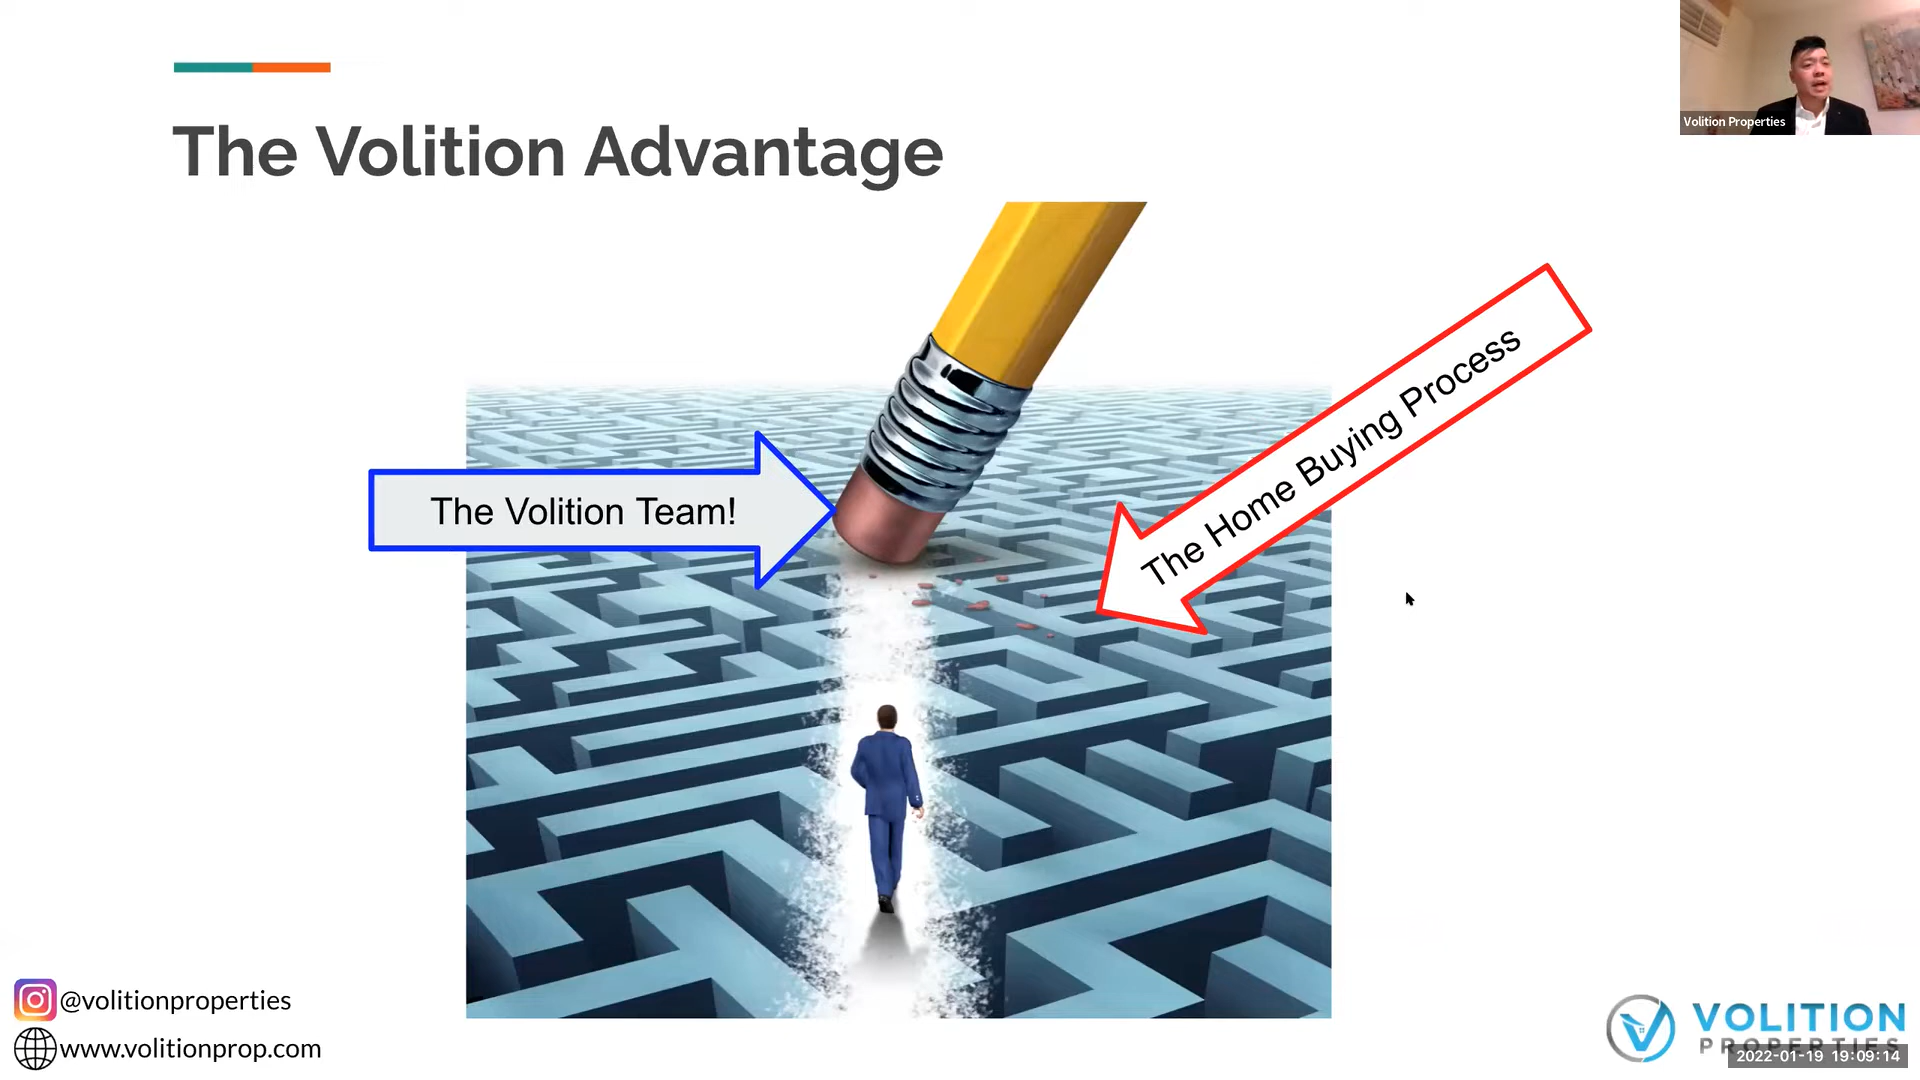 Volition Properties
The Volition Advantage
The Home Buying Process
The Volition Team!
@volitionproperties
www.volitionprop.com
VOLITION
PROPERTIES
2022-01-19 19:09:14